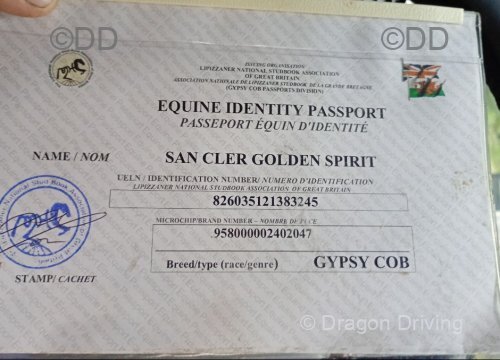 ©DD
©DD
ISSUING ORGANISATION
LIPIZZANER NATIONAL STUDBOOK ASSOCIATION
OF GREAT BRITAIN
ASSOCIATION NATIONALE DE LIPIZZANER STUDBOOK DE LA GRANDE BRETAGNE
(GYPSY COB PASSPORTS DIVISION)
EQUINE IDENTITY PASSPORT
PASSEPORT ÉQUIN D'IDENTITÉ
NAME / NOM
SAN CLER GOLDEN SPIRIT
UELN / IDENTIFICATION NUMBER/ NUMERO D'IDENTIFICATION
LIPIZZANER NATIONAL STUDBOOK ASSOCIATION OF GREAT BRITAIN
826035121383245
MICROCHIP/BRAND NUMBER – NOMBRE DE PUCE
.958000002402047
Breed/type (race/genre) GYPSY COB
STAMP/ CACHET
© Dragon Driving